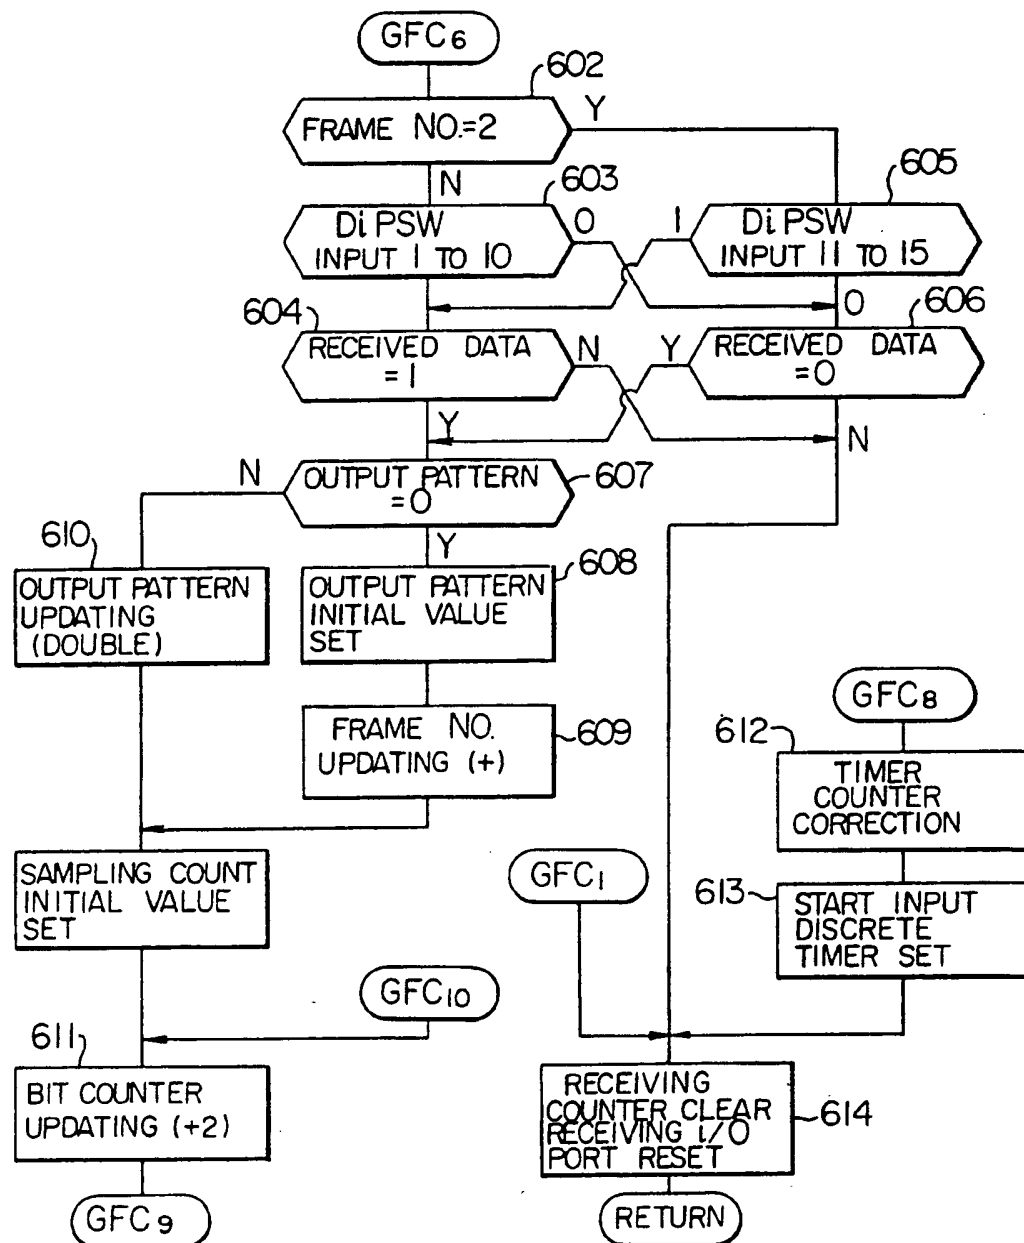 GFC6
602
FRAME NO.=2
Y
N
603
605
DiPSW
INPUT 1 TO 10
0
1
DiPSW
INPUT 11 TO 15
604
0
606
RECEIVED DATA
=1
N
Y
RECEIVED DATA
=0
Y
N
N
OUTPUT PATTERN
=0
607
610
Y
608
OUTPUT PATTERN
UPDATING
(DOUBLE)
OUTPUT PATTERN
INITIAL VALUE
SET
GFC8
FRAME NO.
UPDATING (+)
609
612
TIMER
COUNTER
CORRECTION
SAMPLING COUNT
INITIAL VALUE
SET
GFC1
613
START INPUT
DISCRETE
TIMER SET
GFC10
611
BIT COUNTER
UPDATING (+2)
RECEIVING
COUNTER CLEAR
RECEIVING i/O
PORT RESET
614
GFC9
RETURN